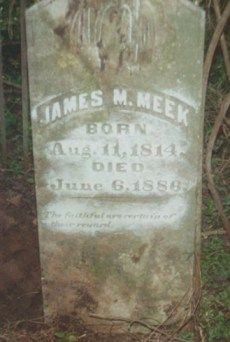 JAMES M. MEEK
BORN
Aug. 11, 1814.
DIED
June 6, 1886.
The faithful are certain of
their reward.